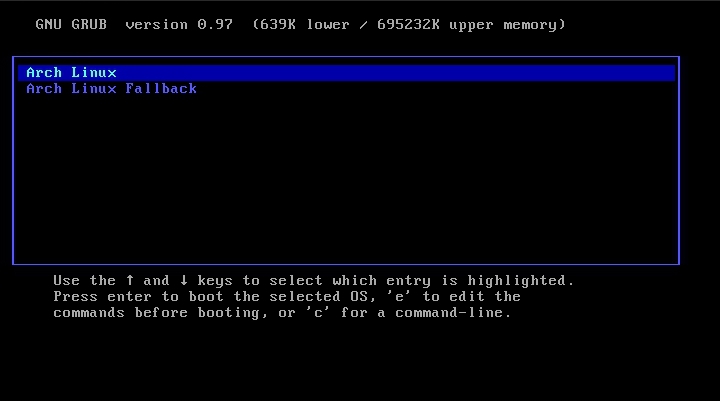 GNU GRUB  version 0.97  (639K lower / 695232K upper memory)
Arch Linux
Arch Linux Fallback
Use the ↑ and ↓ keys to select which entry is highlighted.
Press enter to boot the selected OS, 'e' to edit the
commands before booting, or 'c' for a command-line.